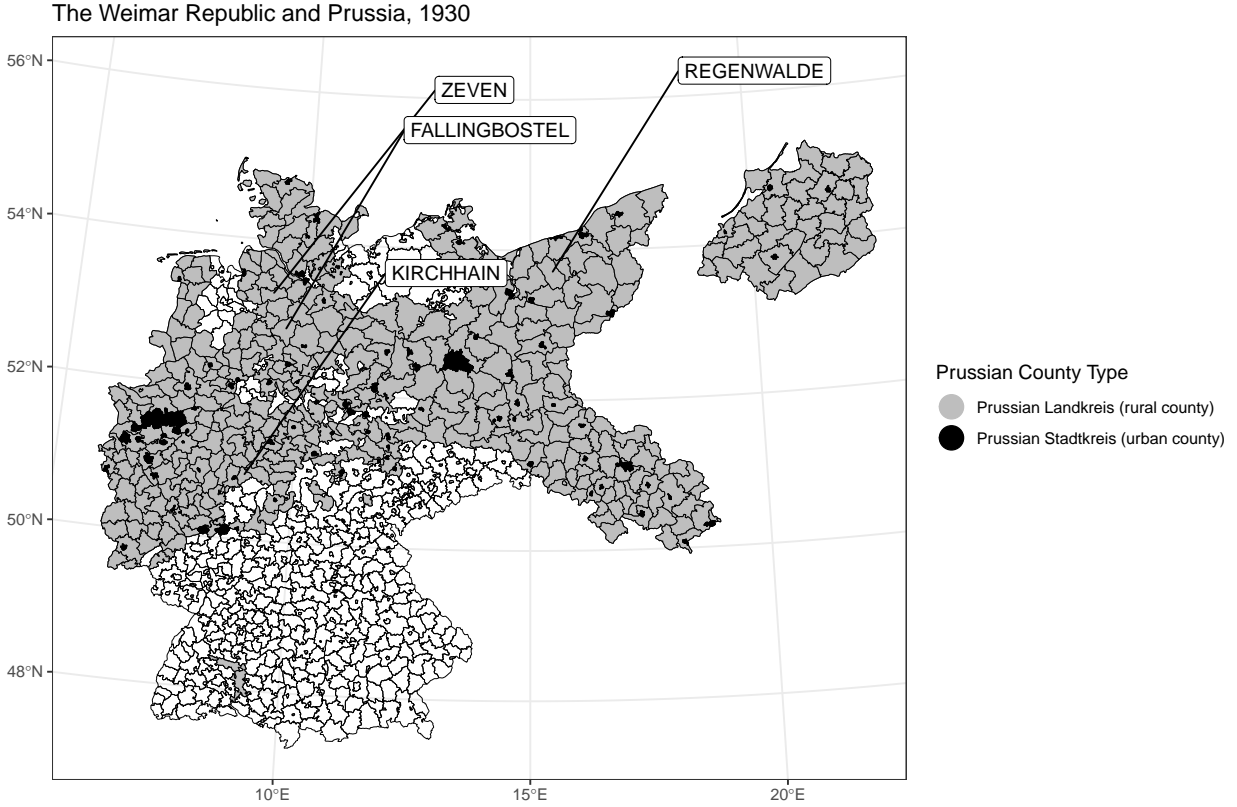 The Weimar Republic and Prussia, 1930
56°N
54°N
52°N
50°N
48°N
ZEVEN
FALLINGBOSTEL
REGENWALDE
KIRCHHAIN
10°E
15°E
20°E
Prussian County Type
Prussian Landkreis (rural county)
Prussian Stadtkreis (urban county)